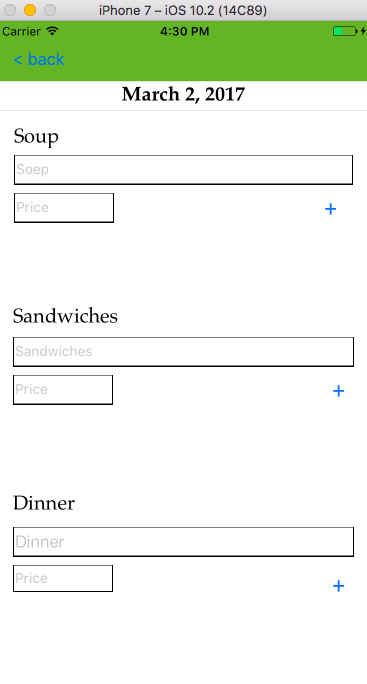 iPhone 7 – iOS 10.2 (14C89)
Carrier 4:30 PM
< back
March 2, 2017
Soup
Soep
Price +
Sandwiches
Sandwiches
Price +
Dinner
Dinner
Price +